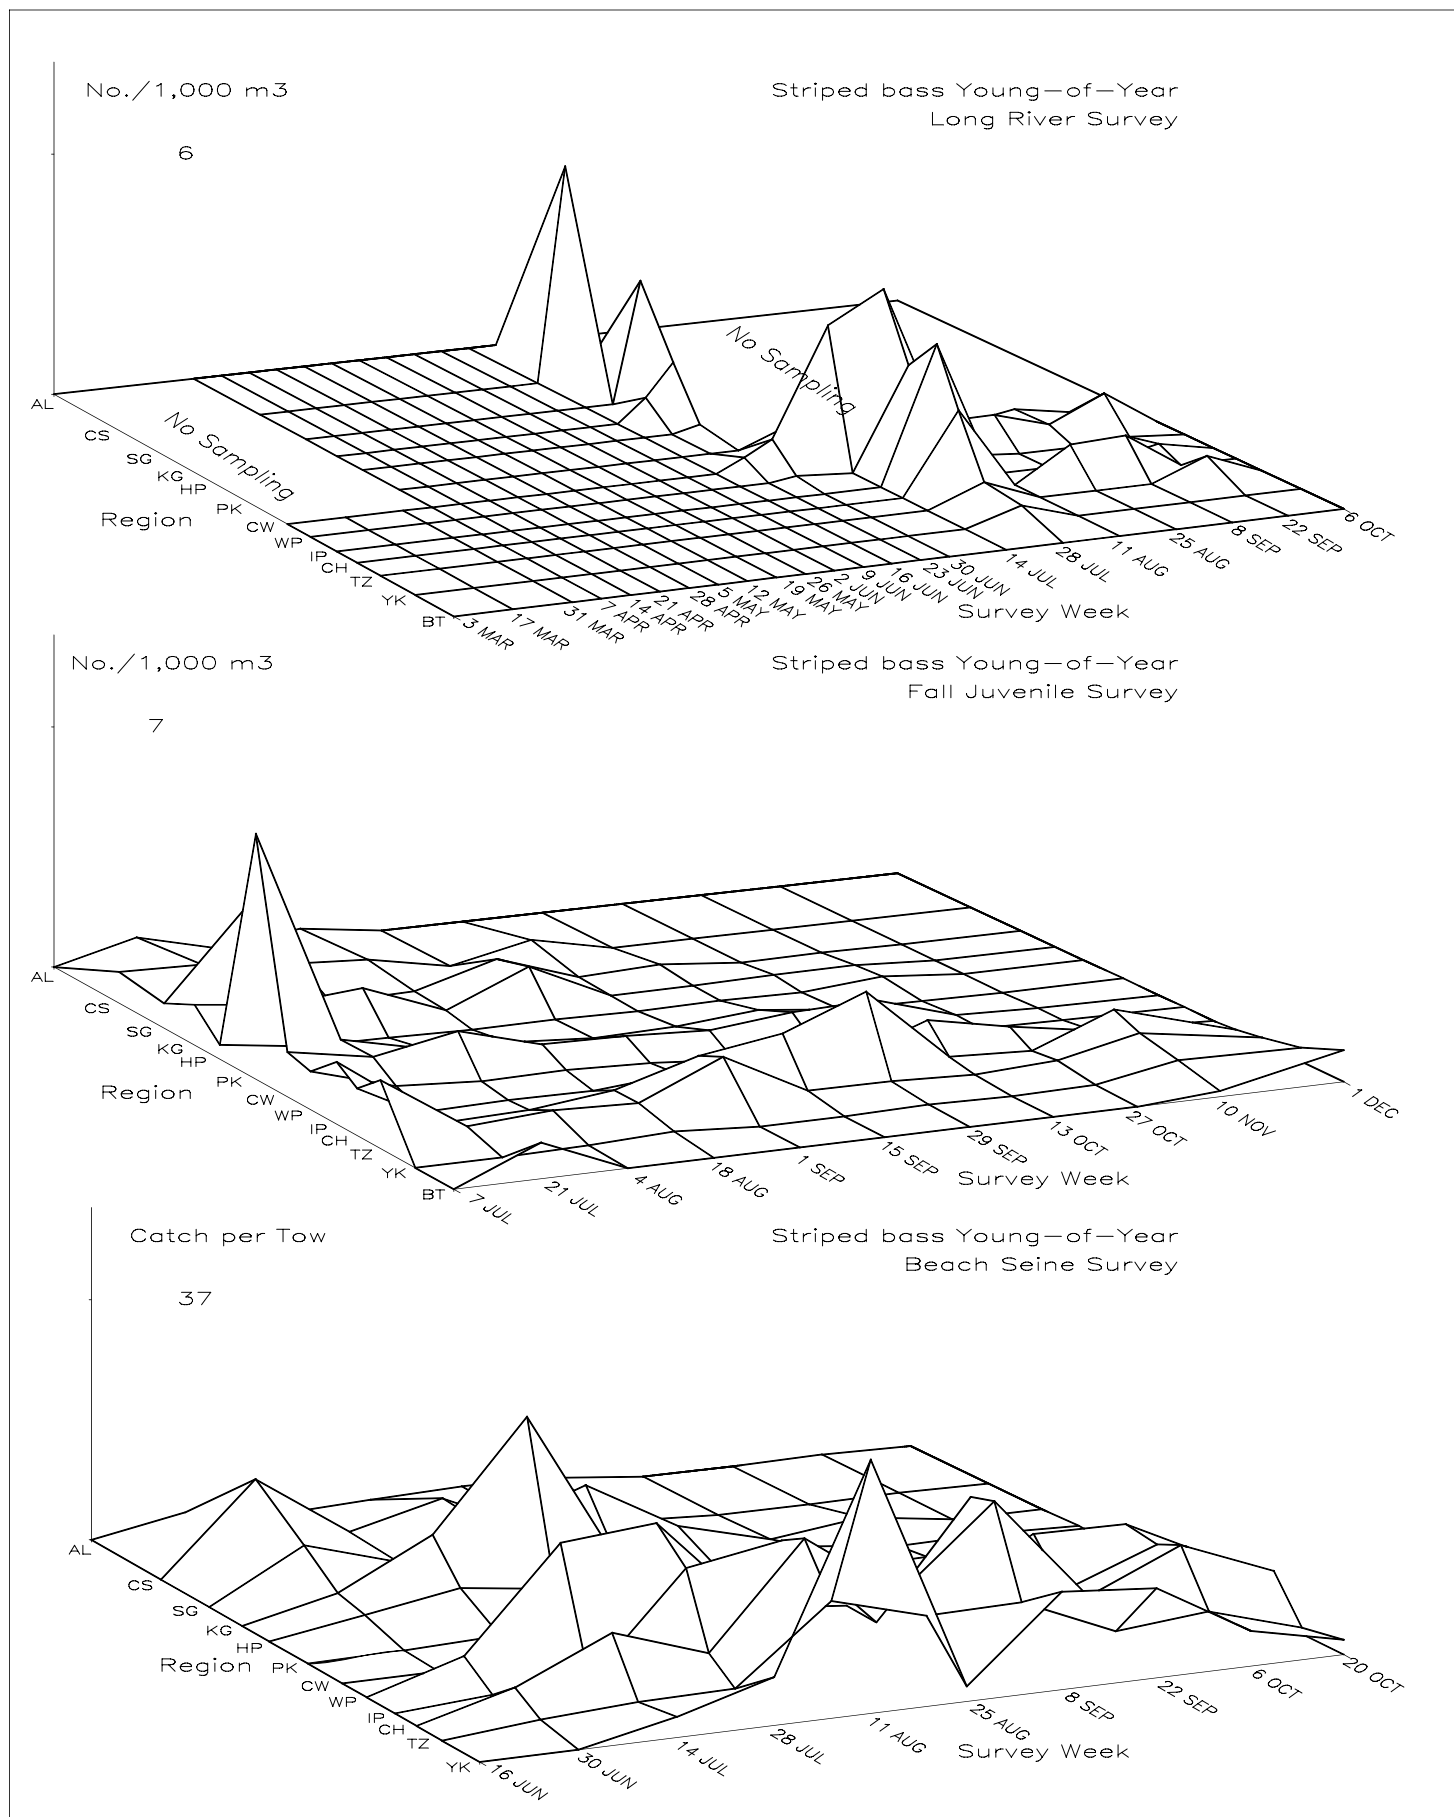 No./1,000 m3
Striped bass Young-of-Year
Long River Survey
6
No Sampling
AL
CS
SG
KG
HP
PK
CW
WP
IP
CH
TZ
YK
BT
No Sampling
Region
3 MAR
17 MAR
31 MAR
7 APR
14 APR
21 APR
28 APR
5 MAY
12 MAY
19 MAY
26 MAY
2 JUN
9 JUN
16 JUN
23 JUN
30 JUN
14 JUL
28 JUL
11 AUG
25 AUG
8 SEP
22 SEP
6 OCT
Survey Week
No./1,000 m3
Striped bass Young-of-Year
Fall Juvenile Survey
7
AL
CS
SG
KG
HP
PK
CW
WP
IP
CH
TZ
YK
BT
Region
7 JUL
21 JUL
4 AUG
18 AUG
1 SEP
15 SEP
29 SEP
13 OCT
27 OCT
10 NOV
1 DEC
Survey Week
Catch per Tow
Striped bass Young-of-Year
Beach Seine Survey
37
AL
CS
SG
KG
HP
PK
CW
WP
IP
CH
TZ
YK
Region
16 JUN
30 JUN
14 JUL
28 JUL
11 AUG
25 AUG
8 SEP
22 SEP
6 OCT
20 OCT
Survey Week